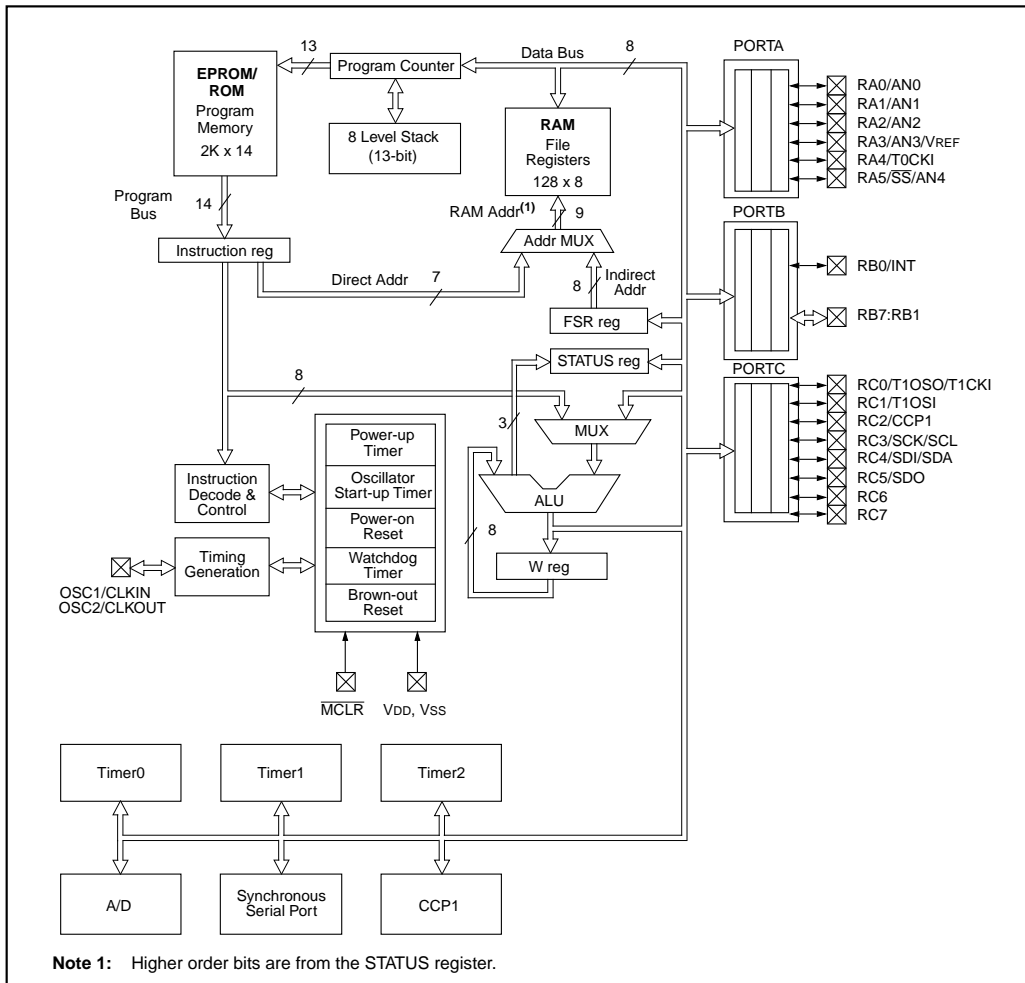 13
Data Bus
8
PORTA
EPROM/
ROM
Program
Memory
2K x 14
Program Counter
8 Level Stack
(13-bit)
RAM
File
Registers
128 x 8
RA0/AN0
RA1/AN1
RA2/AN2
RA3/AN3/VREF
RA4/T0CKI
RA5/SS/AN4
Program
Bus
14
RAM Addr(1)
9
PORTB
Instruction reg
Addr MUX
Direct Addr
7
8
Indirect
Addr
RB0/INT
RB7:RB1
FSR reg
STATUS reg
PORTC
8
3
MUX
RC0/T1OSO/T1CKI
RC1/T1OSI
RC2/CCP1
RC3/SCK/SCL
RC4/SDI/SDA
RC5/SDO
RC6
RC7
Power-up
Timer
Oscillator
Start-up Timer
Power-on
Reset
Watchdog
Timer
Brown-out
Reset
Instruction
Decode &
Control
ALU
8
W reg
Timing
Generation
OSC1/CLKIN
OSC2/CLKOUT
MCLR
VDD, VSS
Timer0
Timer1
Timer2
A/D
Synchronous
Serial Port
CCP1
Note 1: Higher order bits are from the STATUS register.